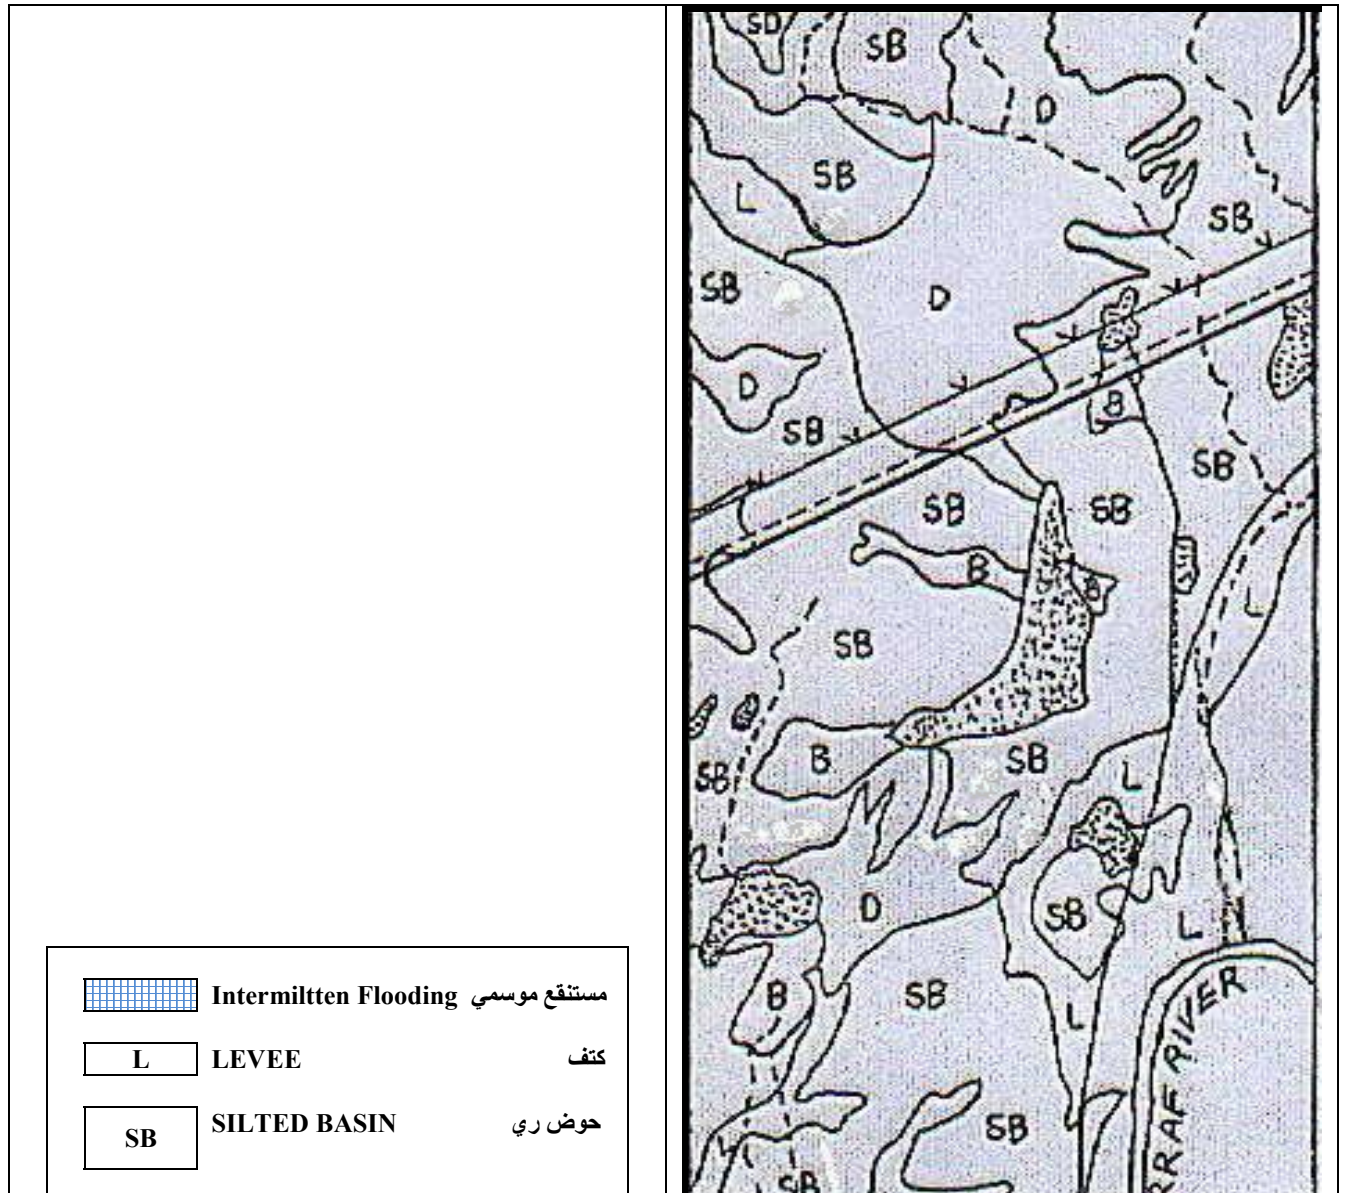 Intermiltten Flooding مستنقع موسمي
L LEVEE كتف
SB SILTED BASIN حوض ري
SD
SB
D
SB
L
SB
SB
D
D
B
SB
SB
SB
SB
B
B
L
SB
B
SB
L
SB
D
SB
L
B
SB
L
RRAF RIVER
SB
SB